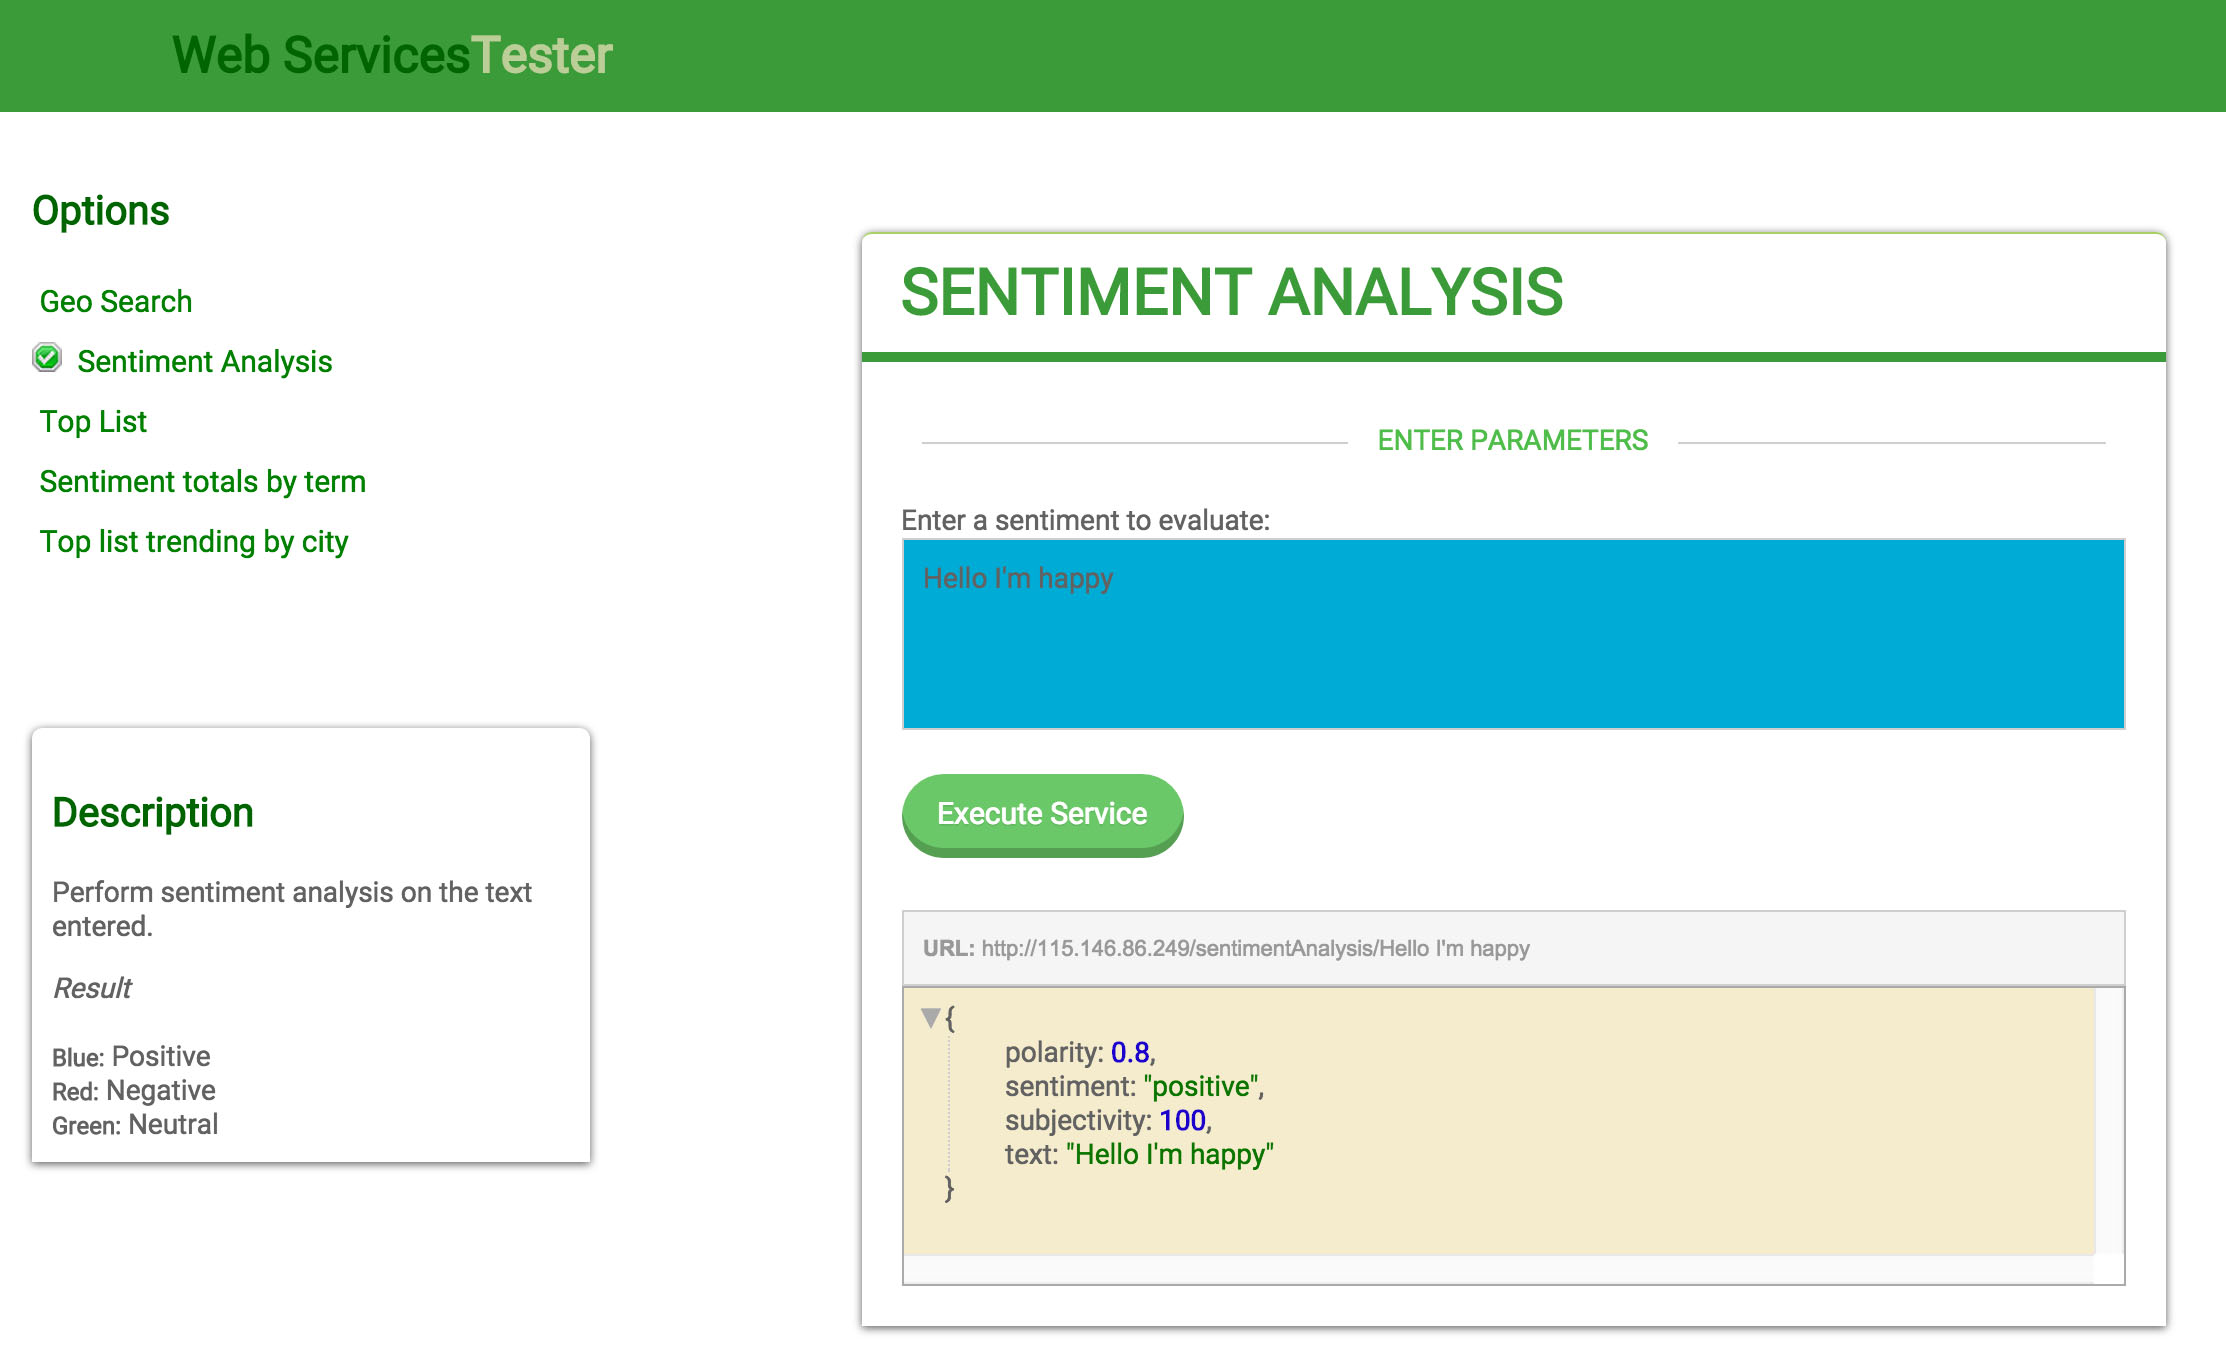 Web ServicesTester
Options
Geo Search
Sentiment Analysis
Top List
Sentiment totals by term
Top list trending by city
Description
Perform sentiment analysis on the text
entered.
Result
Blue: Positive
Red: Negative
Green: Neutral
SENTIMENT ANALYSIS
ENTER PARAMETERS
Enter a sentiment to evaluate:
Hello I'm happy
Execute Service
URL: http://115.146.86.249/sentimentAnalysis/Hello I'm happy
{
polarity: 0.8,
sentiment: "positive",
subjectivity: 100,
text: "Hello I'm happy"
}